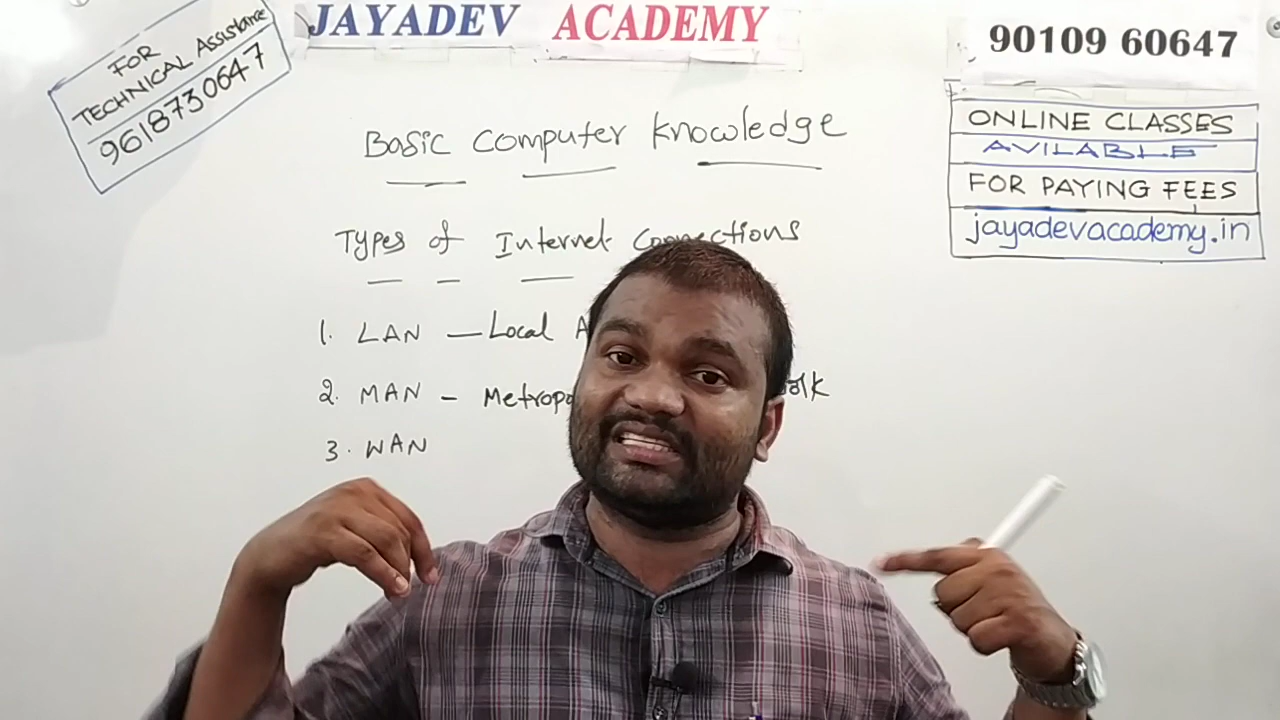 FOR
TECHNICAL Assistance
9618730647
JAYADEV ACADEMY
90109 60647
ONLINE CLASSES
AVILABLE
FOR PAYING FEES
jayadevacademy.in
Basic Computer Knowledge
Types of Internet Connections
1. LAN — Local A
2. MAN - Metropo
3. WAN